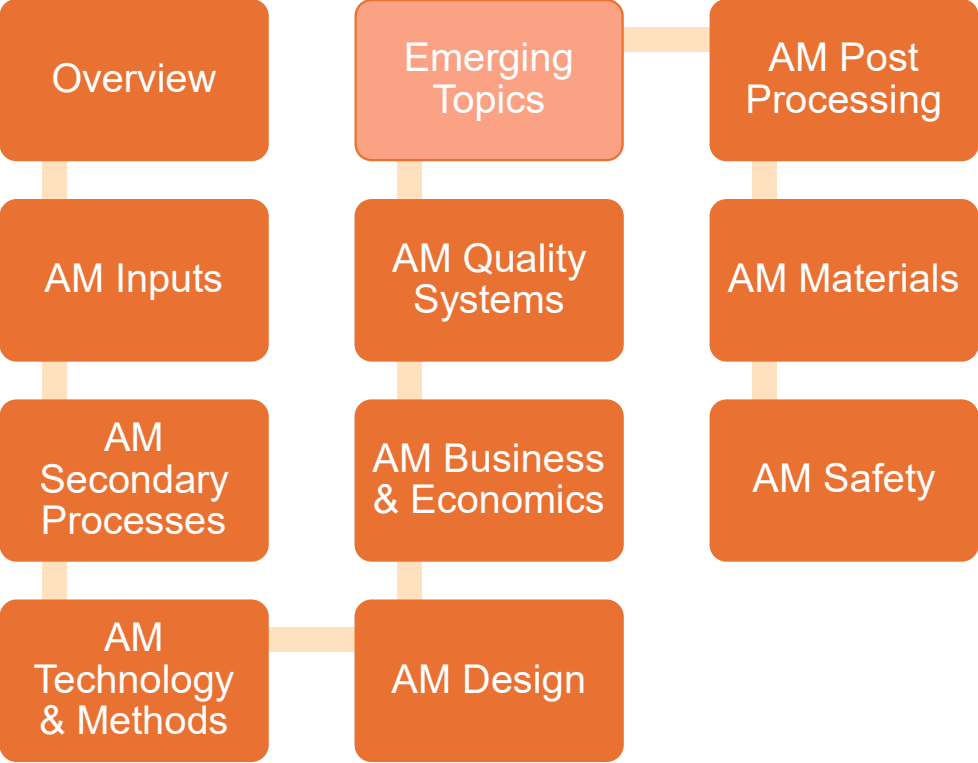 Overview
AM Inputs
AM
Secondary
Processes
AM
Technology
& Methods
AM Design
AM Business
& Economics
AM Quality
Systems
Emerging
Topics
AM Post
Processing
AM Materials
AM Safety